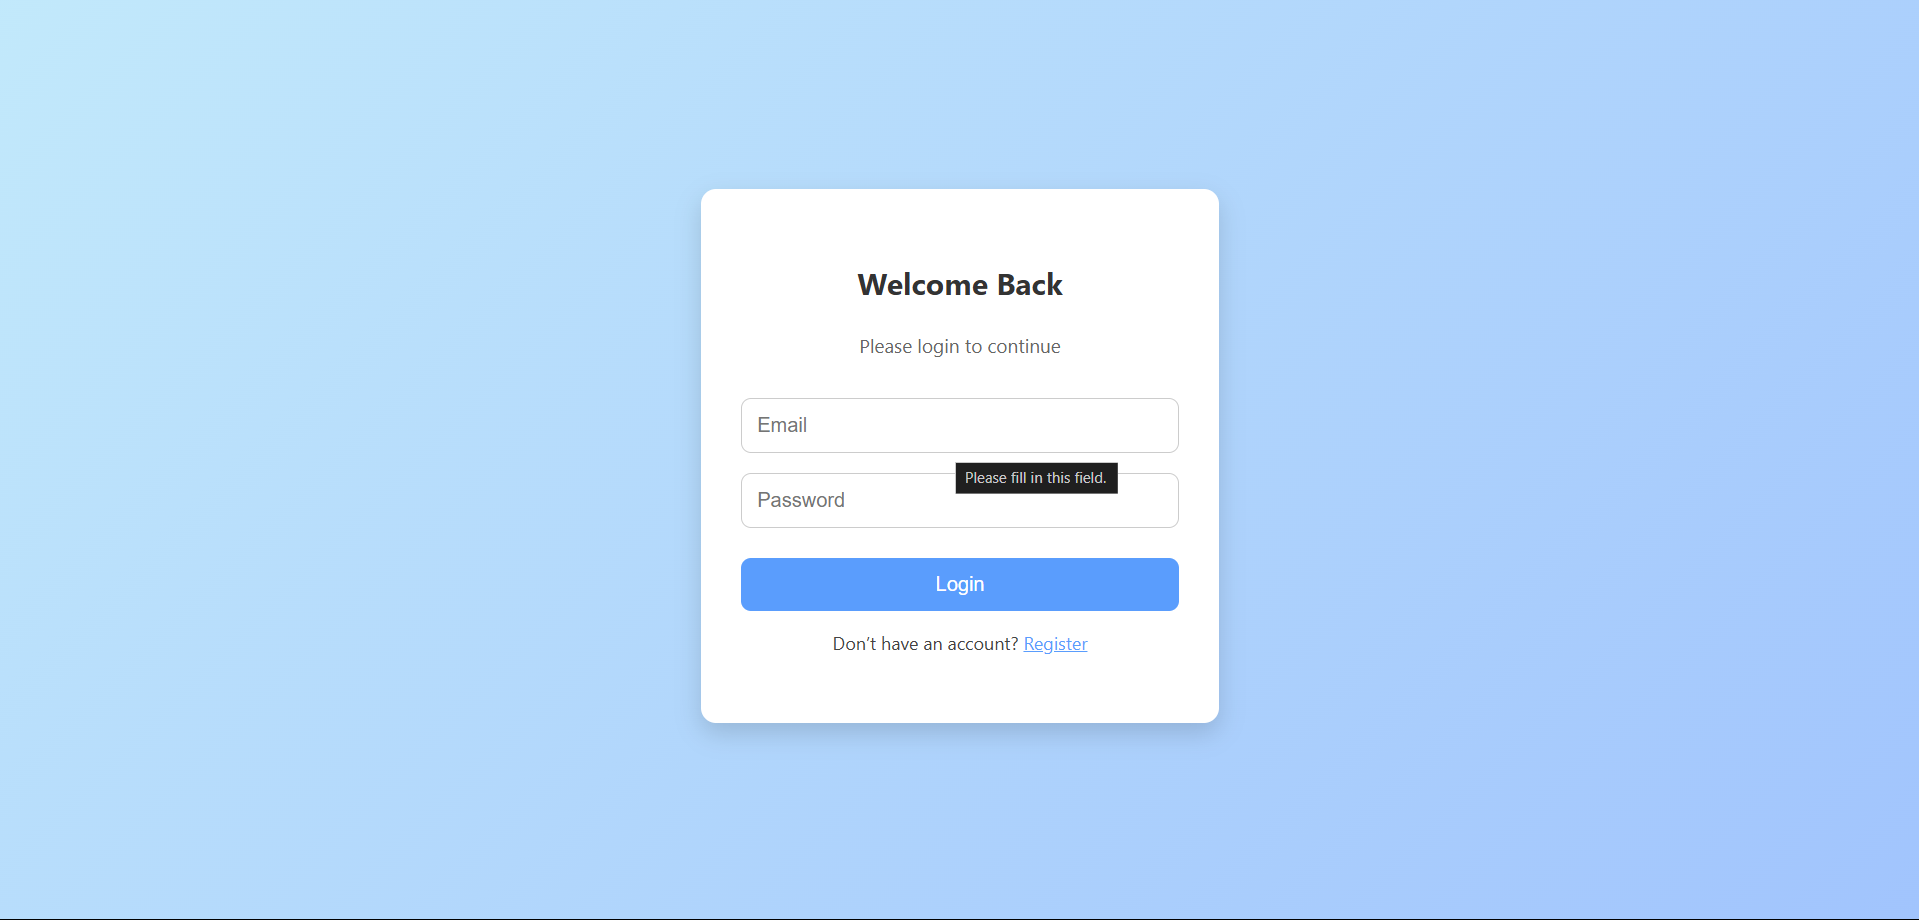 Welcome Back
Please login to continue
Email
Please fill in this field.
Password
Login
Don’t have an account? Register